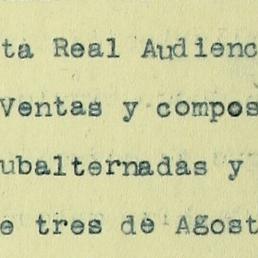 ta Real Audienc
Ventas y compos
ubalternadas y
e tres de Agost